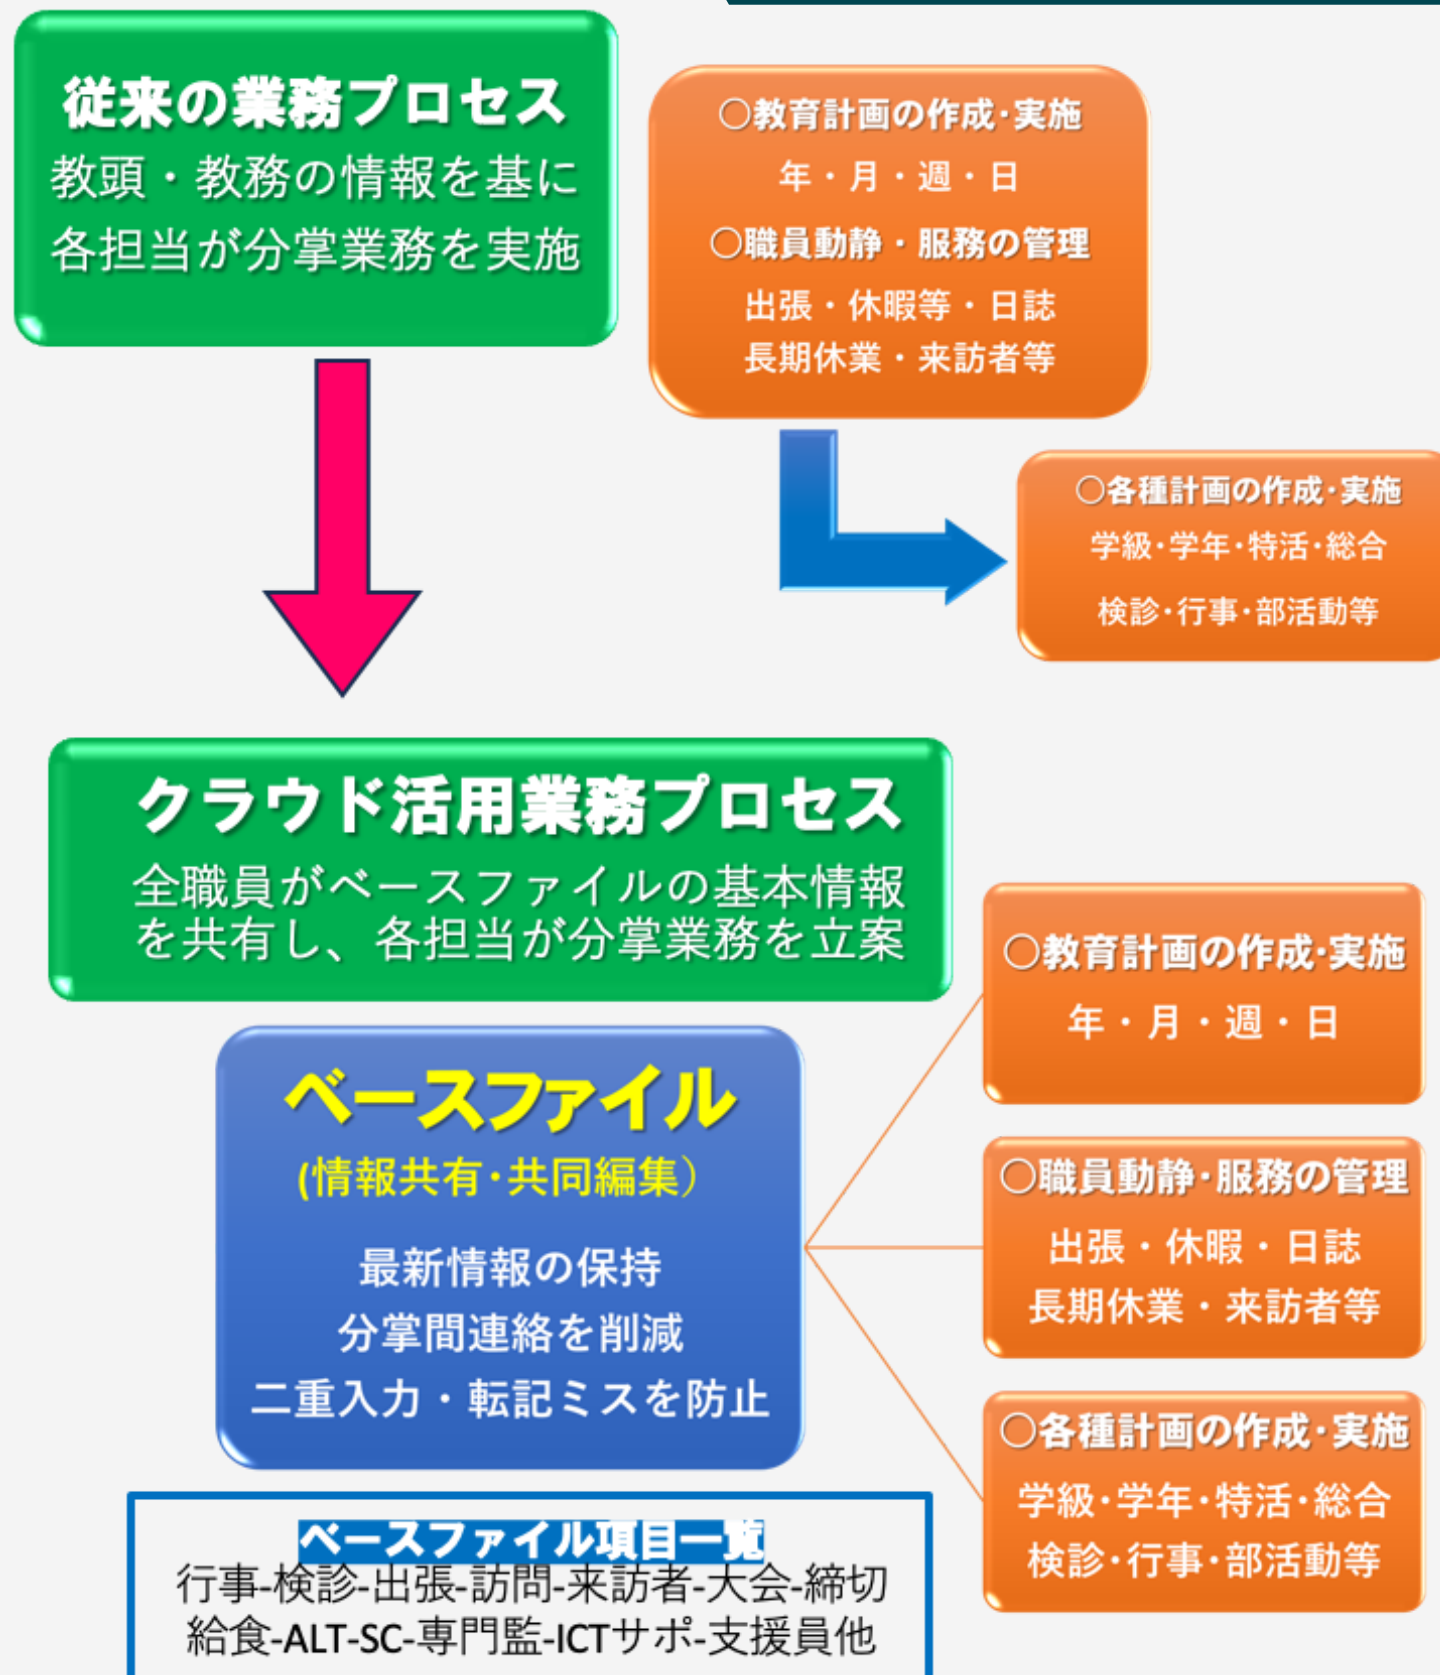 従来の業務プロセス
教頭・教務の情報を基に
各担当が分掌業務を実施
○教育計画の作成･実施
年・月・週・日
○職員動静・服務の管理
出張・休暇等・日誌
長期休業・来訪者等
○各種計画の作成･実施
学級･学年･特活･総合
検診･行事･部活動等
クラウド活用業務プロセス
全職員がベースファイルの基本情報
を共有し、各担当が分掌業務を立案
ベースファイル
(情報共有･共同編集）
最新情報の保持
分掌間連絡を削減
二重入力・転記ミスを防止
○教育計画の作成･実施
年・月・週・日
○職員動静･服務の管理
出張・休暇・日誌
長期休業・来訪者等
○各種計画の作成･実施
学級･学年･特活･総合
検診･行事･部活動等
ベースファイル項目一覧
行事-検診-出張-訪問-来訪者-大会-締切
給食-ALT-SC-専門監-ICTサポ-支援員他